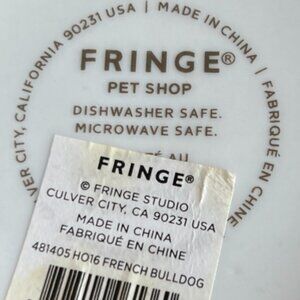 VER CITY, CALIFORNIA 90231 USA | MADE IN CHINA | FABRIQUÉ EN CHINE
FRINGE®
PET SHOP
DISHWASHER SAFE.
MICROWAVE SAFE.
AU
FRINGE®
© FRINGE STUDIO
CULVER CITY, CA 90231 USA
MADE IN CHINA
FABRIQUÉ EN CHINE
481405 HO16 FRENCH BULLDOG